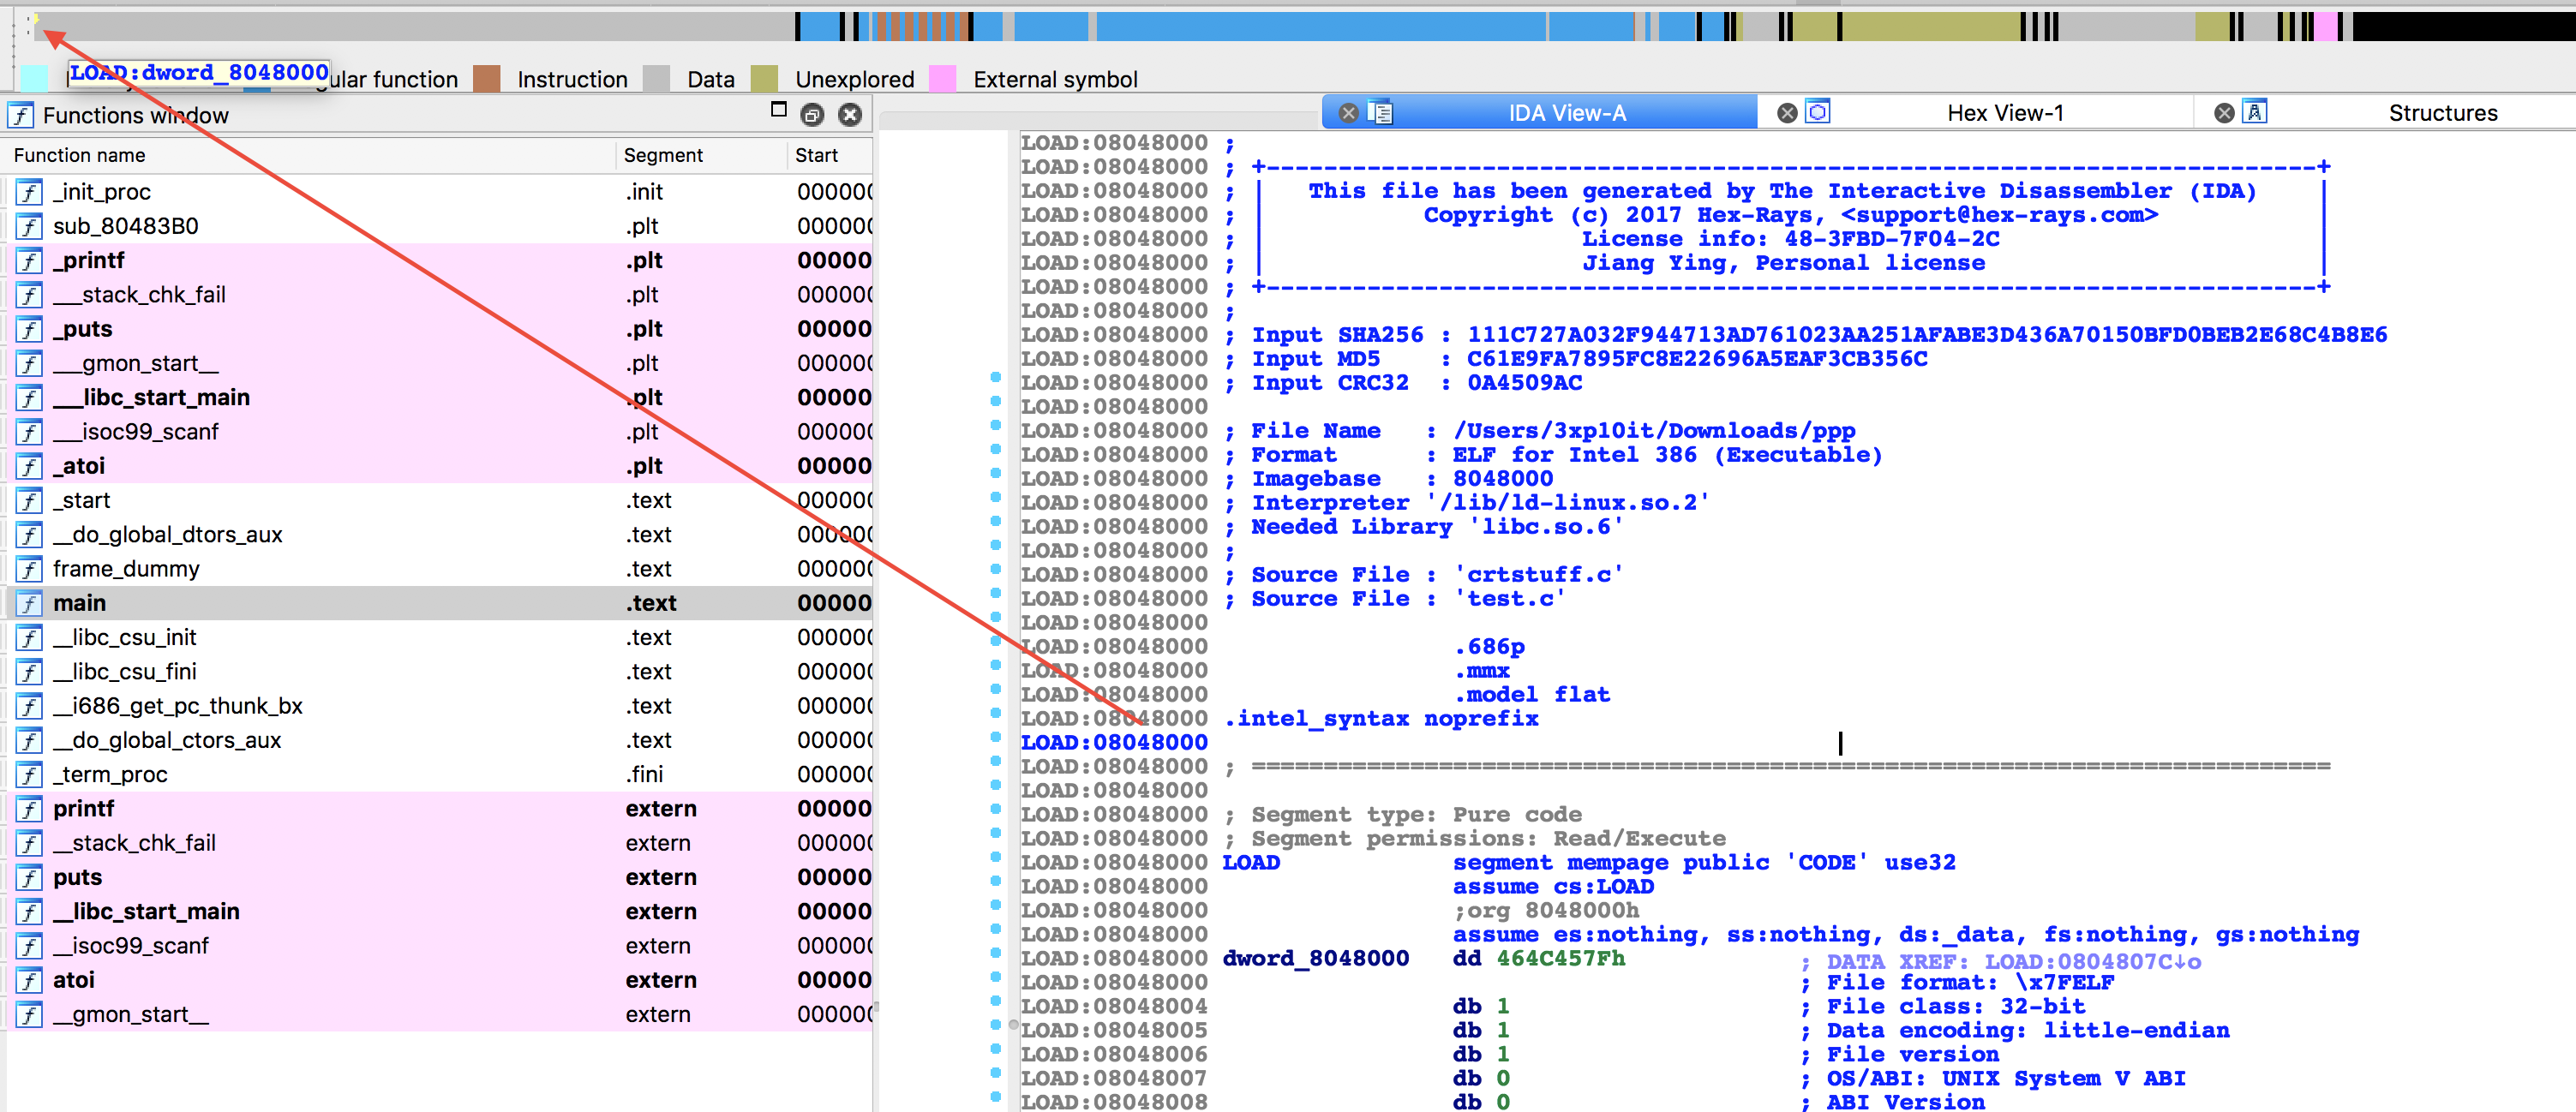 LOAD:dword_8048000
ular function Instruction Data Unexplored External symbol
Functions window
IDA View-A Hex View-1 Structures
Function name Segment Start
_init_proc .init 000000
sub_80483B0 .plt 000000
_printf .plt 00000
___stack_chk_fail .plt 000000
_puts .plt 00000
__gmon_start__ .plt 000000
___libc_start_main .plt 00000
___isoc99_scanf .plt 000000
_atoi .plt 00000
_start .text 000000
__do_global_dtors_aux .text 000000
frame_dummy .text 000000
main .text 00000
__libc_csu_init .text 000000
__libc_csu_fini .text 000000
__i686_get_pc_thunk_bx .text 000000
__do_global_ctors_aux .text 000000
_term_proc .fini 000000
printf extern 00000
__stack_chk_fail extern 000000
puts extern 00000
__libc_start_main extern 00000
__isoc99_scanf extern 000000
atoi extern 00000
__gmon_start__ extern 000000
LOAD:08048000 ;
LOAD:08048000 ; +-------------------------------------------------------------------------+
LOAD:08048000 ; | This file has been generated by The Interactive Disassembler (IDA) |
LOAD:08048000 ; | Copyright (c) 2017 Hex-Rays, <support@hex-rays.com> |
LOAD:08048000 ; | License info: 48-3FBD-7F04-2C |
LOAD:08048000 ; | Jiang Ying, Personal license |
LOAD:08048000 ; +-------------------------------------------------------------------------+
LOAD:08048000 ;
LOAD:08048000 ; Input SHA256 : 111C727A032F944713AD761023AA251AFABE3D436A70150BFD0BEB2E68C4B8E6
LOAD:08048000 ; Input MD5 : C61E9FA7895FC8E22696A5EAF3CB356C
LOAD:08048000 ; Input CRC32 : 0A4509AC
LOAD:08048000
LOAD:08048000 ; File Name : /Users/3xp10it/Downloads/ppp
LOAD:08048000 ; Format : ELF for Intel 386 (Executable)
LOAD:08048000 ; Imagebase : 8048000
LOAD:08048000 ; Interpreter '/lib/ld-linux.so.2'
LOAD:08048000 ; Needed Library 'libc.so.6'
LOAD:08048000 ;
LOAD:08048000 ; Source File : 'crtstuff.c'
LOAD:08048000 ; Source File : 'test.c'
LOAD:08048000
LOAD:08048000 .686p
LOAD:08048000 .mmx
LOAD:08048000 .model flat
LOAD:08048000 .intel_syntax noprefix
LOAD:08048000
LOAD:08048000 ; ===========================================================================
LOAD:08048000
LOAD:08048000 ; Segment type: Pure code
LOAD:08048000 ; Segment permissions: Read/Execute
LOAD:08048000 LOAD segment mempage public 'CODE' use32
LOAD:08048000 assume cs:LOAD
LOAD:08048000 ;org 8048000h
LOAD:08048000 assume es:nothing, ss:nothing, ds:_data, fs:nothing, gs:nothing
LOAD:08048000 dword_8048000 dd 464C457Fh ; DATA XREF: LOAD:0804807C↓o
LOAD:08048000 ; File format: \x7FELF
LOAD:08048004 db 1 ; File class: 32-bit
LOAD:08048005 db 1 ; Data encoding: little-endian
LOAD:08048006 db 1 ; File version
LOAD:08048007 db 0 ; OS/ABI: UNIX System V ABI
LOAD:08048008 db 0 ; ABI Version